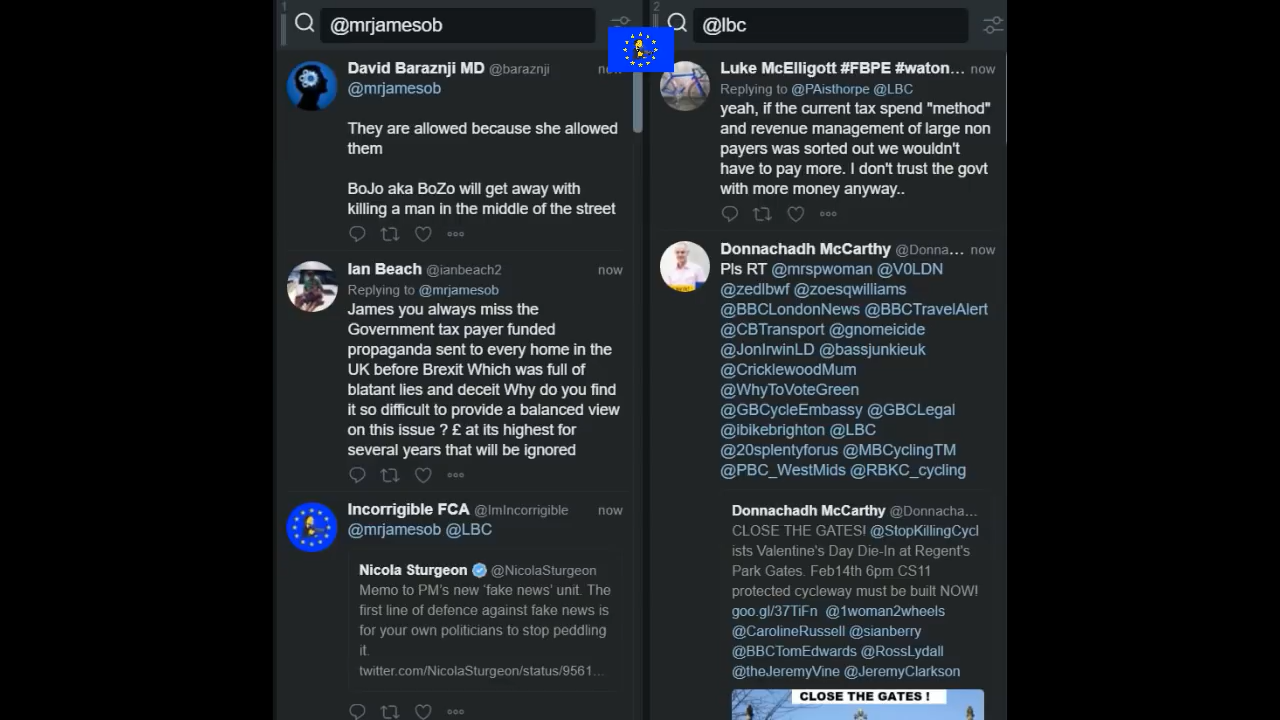 1
@mrjamesob
David Baraznji MD @baraznji now
@mrjamesob
They are allowed because she allowed
them
BoJo aka BoZo will get away with
killing a man in the middle of the street
Ian Beach @ianbeach2 now
Replying to @mrjamesob
James you always miss the
Government tax payer funded
propaganda sent to every home in the
UK before Brexit Which was full of
blatant lies and deceit Why do you find
it so difficult to provide a balanced view
on this issue ? £ at its highest for
several years that will be ignored
Incorrigible FCA @ImIncorrigible now
@mrjamesob @LBC
Nicola Sturgeon @NicolaSturgeon
Memo to PM's new 'fake news' unit. The
first line of defence against fake news is
for your own politicians to stop peddling
it.
twitter.com/NicolaSturgeon/status/9561...
2
@lbc
Luke McElligott #FBPE #waton... now
Replying to @PAisthorpe @LBC
yeah, if the current tax spend "method"
and revenue management of large non
payers was sorted out we wouldn't
have to pay more. I don't trust the govt
with more money anyway..
Donnachadh McCarthy @Donna... now
Pls RT @mrspwoman @V0LDN
@zedlbwf @zoesqwilliams
@BBCLondonNews @BBCTravelAlert
@CBTransport @gnomeicide
@JonIrwinLD @bassjunkieuk
@CricklewoodMum
@WhyToVoteGreen
@GBCycleEmbassy @GBCLegal
@ibikebrighton @LBC
@20splentyforus @MBCyclingTM
@PBC_WestMids @RBKC_cycling
Donnachadh McCarthy @Donnacha...
CLOSE THE GATES! @StopKillingCycl
ists Valentine's Day Die-In at Regent's
Park Gates. Feb14th 6pm CS11
protected cycleway must be built NOW!
goo.gl/37TiFn @1woman2wheels
@CarolineRussell @sianberry
@BBCTomEdwards @RossLydall
@theJeremyVine @JeremyClarkson
CLOSE THE GATES !